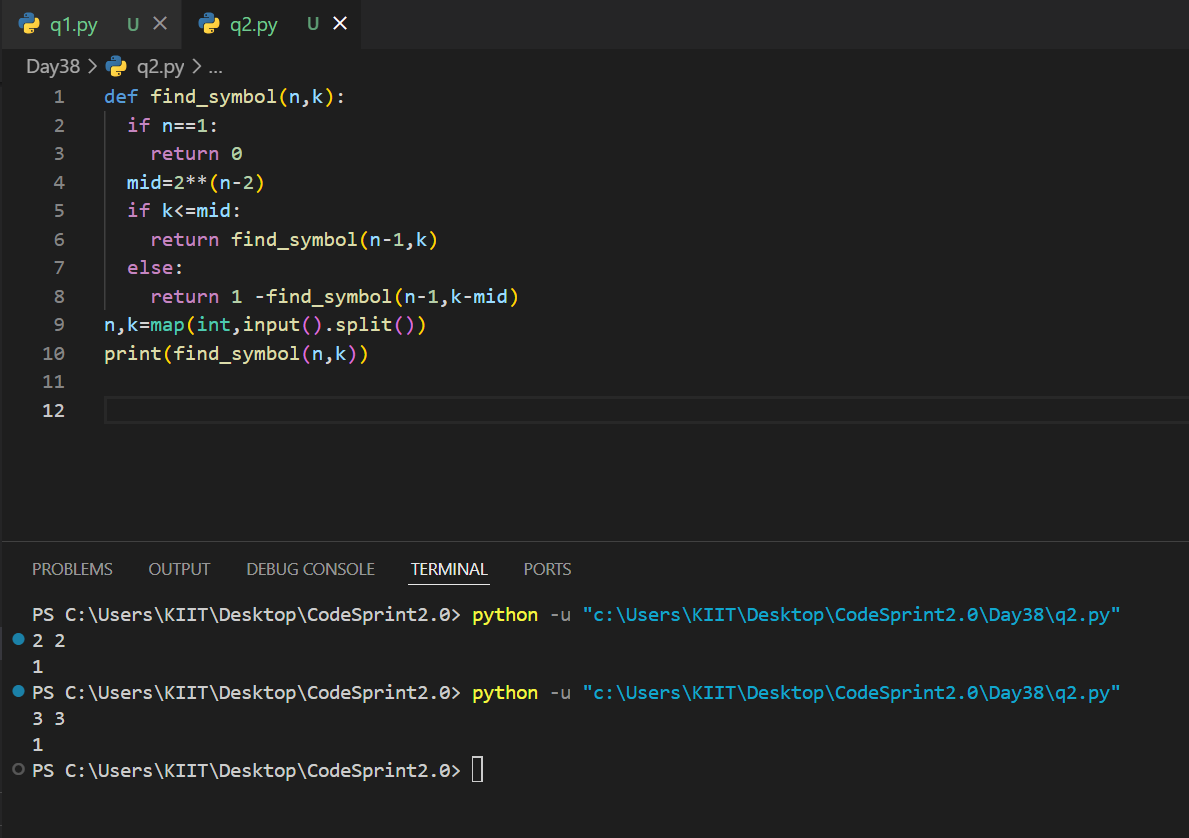 q1.py U × q2.py U ×
Day38 > q2.py > ...
1 def find_symbol(n,k):
2   if n==1:
3     return 0
4   mid=2**(n-2)
5   if k<=mid:
6     return find_symbol(n-1,k)
7   else:
8     return 1 -find_symbol(n-1,k-mid)
9 n,k=map(int,input().split())
10 print(find_symbol(n,k))
11
12
PROBLEMS OUTPUT DEBUG CONSOLE TERMINAL PORTS
PS C:\Users\KIIT\Desktop\CodeSprint2.0> python -u "c:\Users\KIIT\Desktop\CodeSprint2.0\Day38\q2.py"
2 2
1
PS C:\Users\KIIT\Desktop\CodeSprint2.0> python -u "c:\Users\KIIT\Desktop\CodeSprint2.0\Day38\q2.py"
3 3
1
PS C:\Users\KIIT\Desktop\CodeSprint2.0>